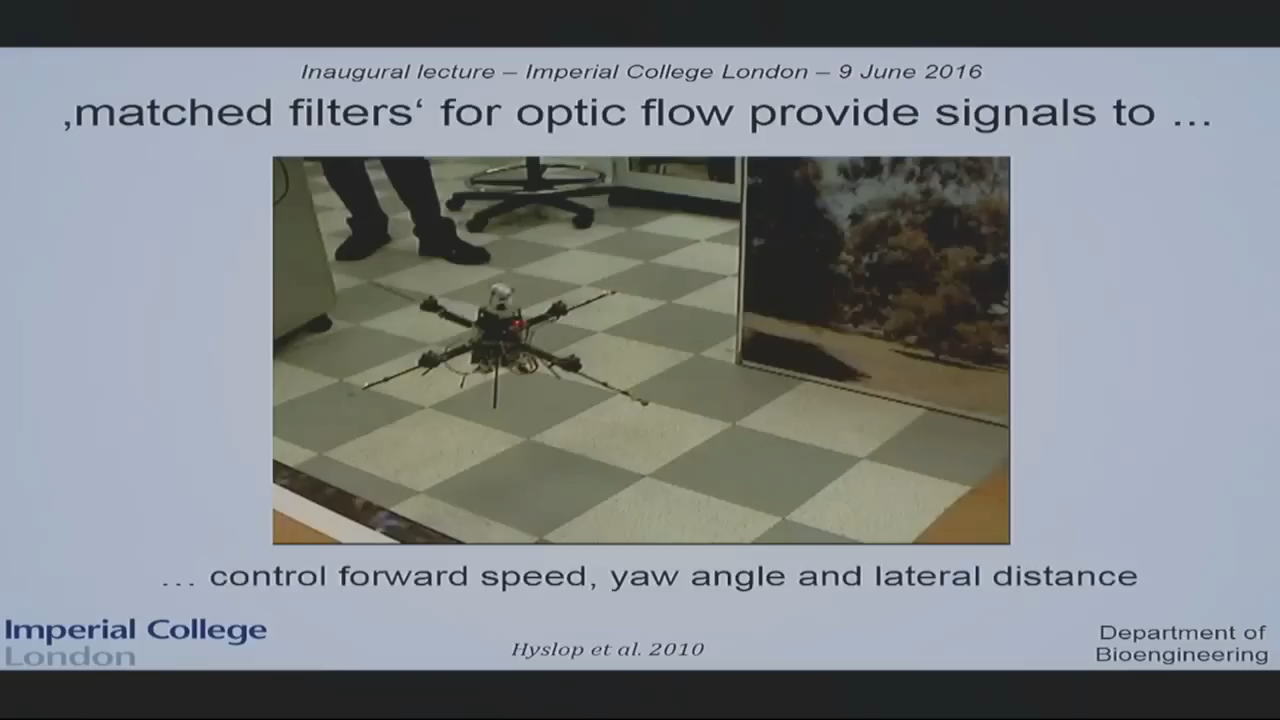 Inaugural lecture – Imperial College London – 9 June 2016
‚matched filters‘ for optic flow provide signals to ...
... control forward speed, yaw angle and lateral distance
Imperial College
London
Hyslop et al. 2010
Department of
Bioengineering